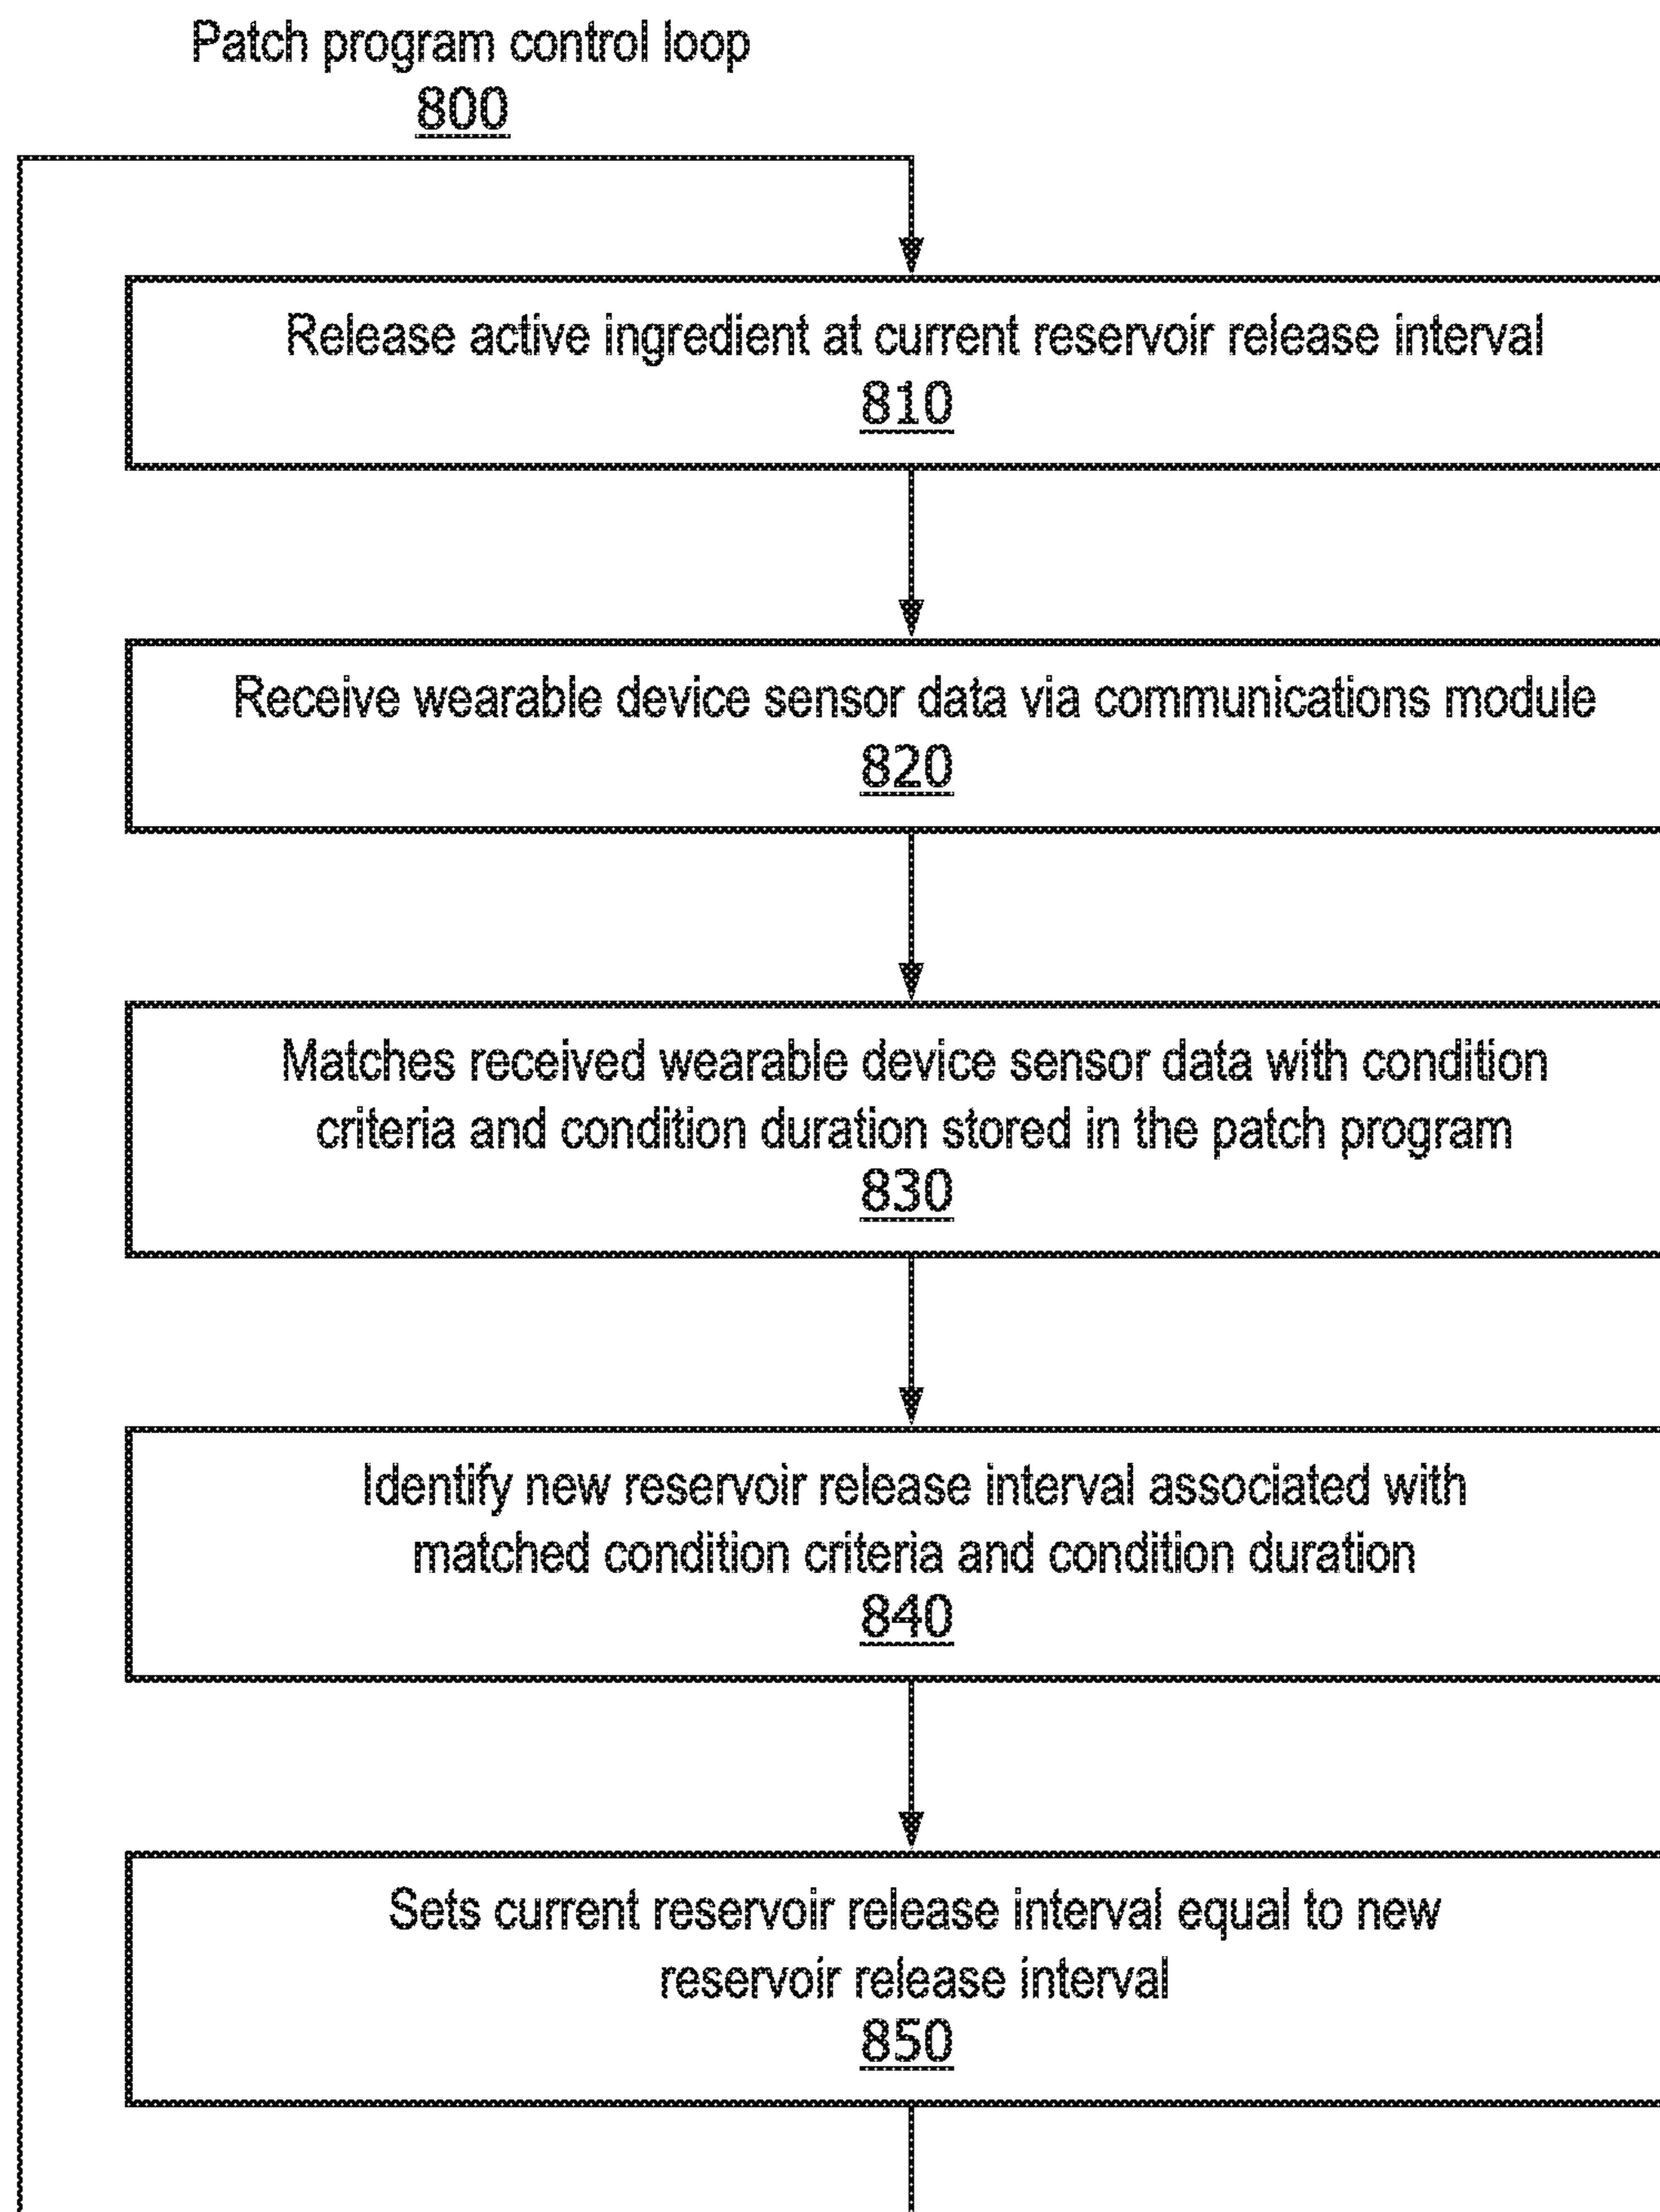 Patch program control loop
800
Release active ingredient at current reservoir release interval
810
Receive wearable device sensor data via communications module
820
Matches received wearable device sensor data with condition
criteria and condition duration stored in the patch program
830
Identify new reservoir release interval associated with
matched condition criteria and condition duration
840
Sets current reservoir release interval equal to new
reservoir release interval
850